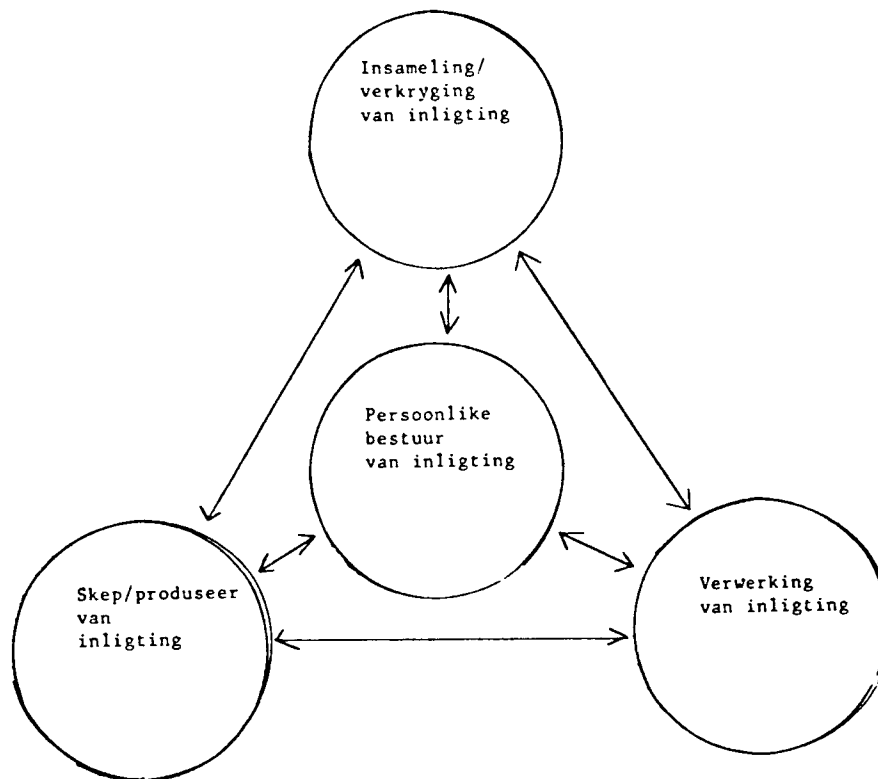 Insameling/
verkryging
van inligting
Persoonlike
bestuur
van inligting
Skep/produseer
van
inligting
Verwerking
van inligting